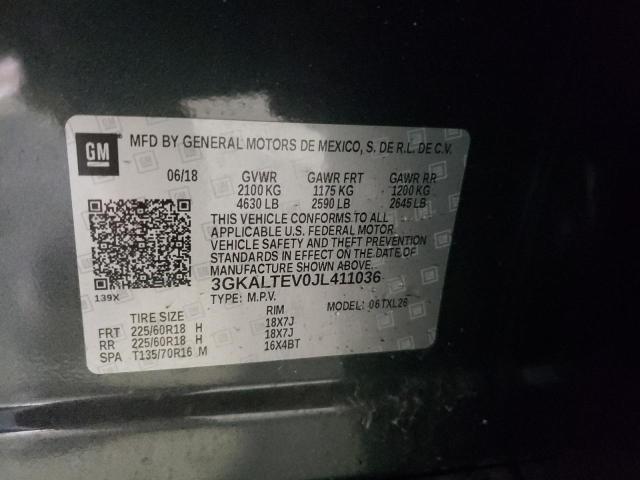 GM MFD BY GENERAL MOTORS DE MEXICO, S. DE R.L. DE C.V.
06/18 GVWR GAWR FRT GAWR RR
2100 KG 1175 KG 1200 KG
4630 LB 2590 LB 2645 LB
THIS VEHICLE CONFORMS TO ALL
APPLICABLE U.S. FEDERAL MOTOR
VEHICLE SAFETY AND THEFT PREVENTION
STANDARDS IN EFFECT ON THE DATE OF
MANUFACTURE SHOWN ABOVE.
139X 3GKALTEV0JL411036
TYPE: M.P.V. MODEL: 06TXL26
TIRE SIZE RIM
FRT 225/60R18 H 18X7J
RR 225/60R18 H 18X7J
SPA T135/70R16 M 16X4BT